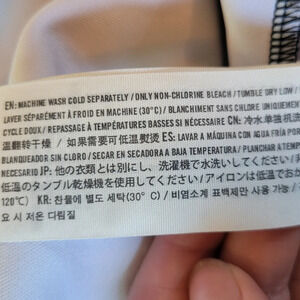 EN: MACHINE WASH COLD SEPARATELY / ONLY NON-CHLORINE BLEACH / TUMBLE DRY LOW /
LAVER SÉPARÉMENT À FROID EN MACHINE (30°C) / BLANCHIMENT SANS CHLORE UNIQUEMEN
CYCLE DOUX / REPASSAGE À TEMPÉRATURES BASSES SI NÉCESSAIRE CN: 冷水单独机
温翻转干燥 / 如果需要可低温熨烫 ES: LAVAR A MÁQUINA CON AGUA FRÍA POR
BLANQUEADOR SIN CLORO / SECAR EN SECADORA A BAJA TEMPERATURA / PLANCHAR A TEMP
NECESARIO JP: 他の衣類とは別にし、洗濯機で水洗いしてください /
低温のタンブル乾燥機を使用してください / アイロンは低温でおか
120°C) KR: 찬물에 별도 세탁(30° C) / 비염소계 표백제만 사용 가능 /
요 시 저온 다림질